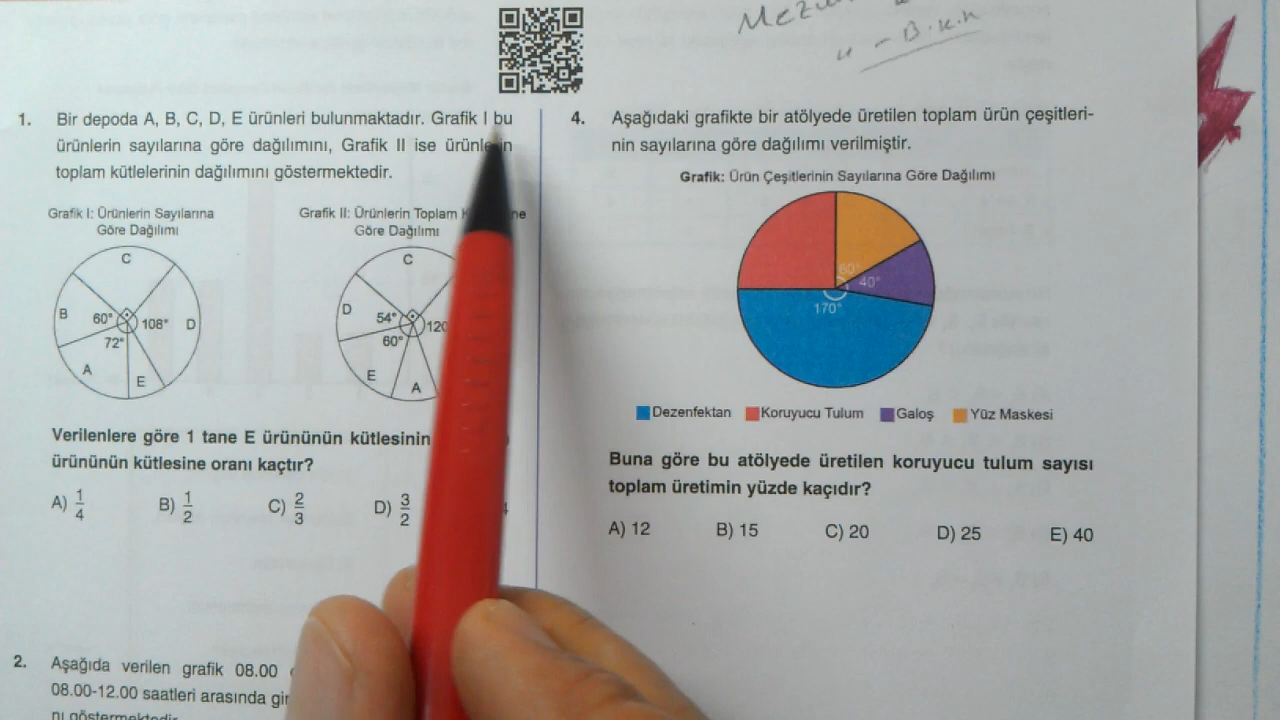 1. Bir depoda A, B, C, D, E ürünleri bulunmaktadır. Grafik I bu
ürünlerin sayılarına göre dağılımını, Grafik II ise
toplam kütlelerinin dağılımını göstermektedir.
Grafik I: Ürünlerin Sayılarına
Göre Dağılımı
C
B
60°
108°
D
72°
A
E
Grafik II: Ürünlerin Toplam
Göre Dağılımı
C
D
54°
60°
E
A
Verilenlere göre 1 tane E ürününün kütlesinin
ürününün kütlesine oranı kaçtır?
A) 1/4 B) 1/2 C) 2/3 D) 3/2
2. Aşağıda verilen grafik 08.00
08.00-12.00 saatleri arasında
4. Aşağıdaki grafikte bir atölyede üretilen toplam ürün çeşitleri-
nin sayılarına göre dağılımı verilmiştir.
Grafik: Ürün Çeşitlerinin Sayılarına Göre Dağılımı
60°
40°
170°
Dezenfektan Koruyucu Tulum Galoş Yüz Maskesi
Buna göre bu atölyede üretilen koruyucu tulum sayısı
toplam üretimin yüzde kaçıdır?
A) 12 B) 15 C) 20 D) 25 E) 40